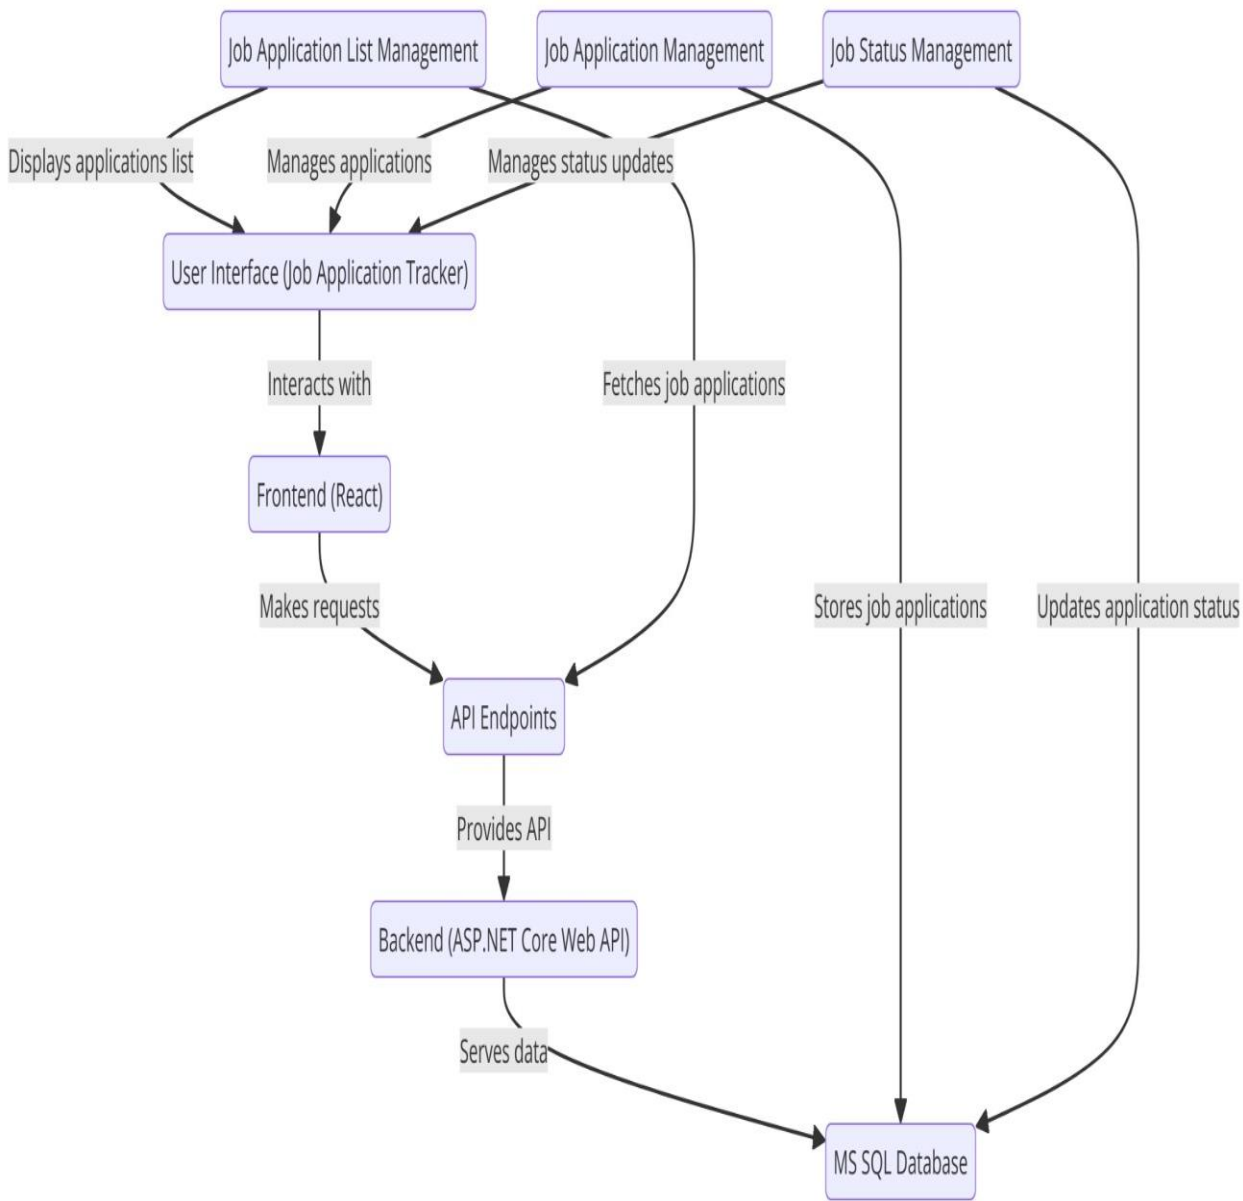 Job Application List Management
Job Application Management
Job Status Management
Displays applications list
Manages applications
Manages status updates
User Interface (Job Application Tracker)
Interacts with
Fetches job applications
Frontend (React)
Makes requests
Stores job applications
Updates application status
API Endpoints
Provides API
Backend (ASP.NET Core Web API)
Serves data
MS SQL Database